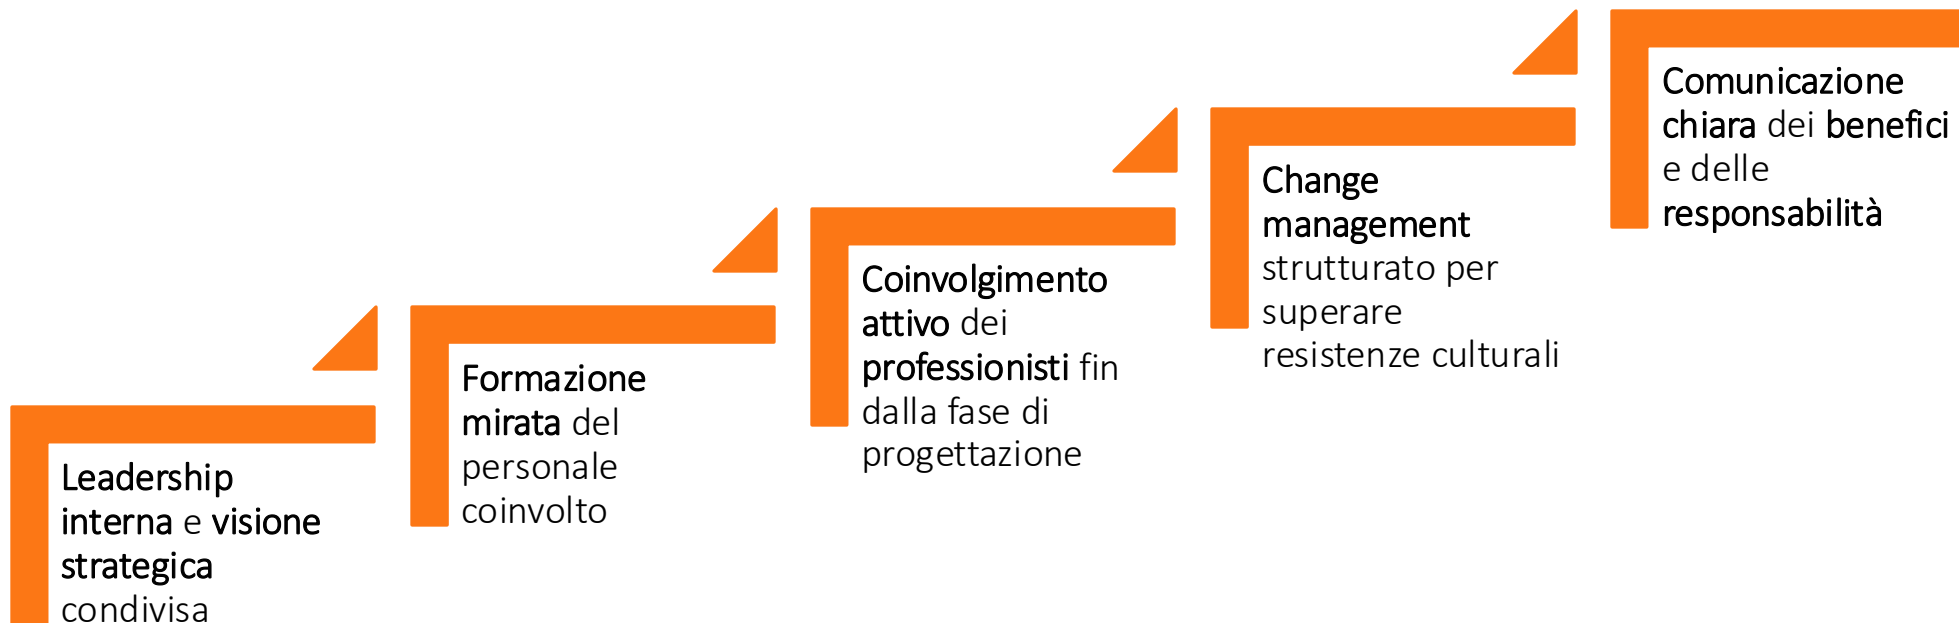 Leadership
interna e visione
strategica
condivisa
Formazione
mirata del
personale
coinvolto
Coinvolgimento
attivo dei
professionisti fin
dalla fase di
progettazione
Change
management
strutturato per
superare
resistenze culturali
Comunicazione
chiara dei benefici
e delle
responsabilità